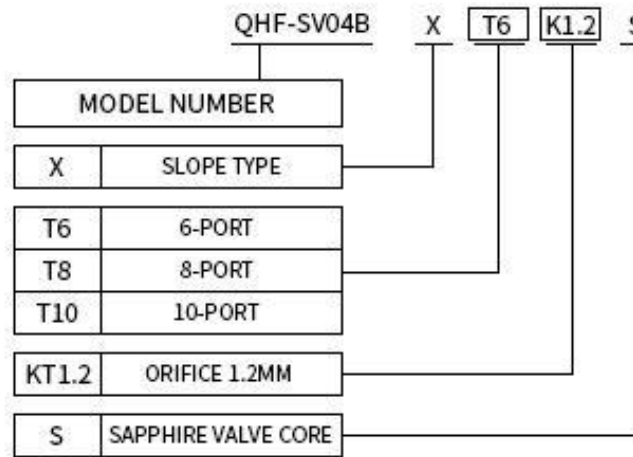 QHF-SV04B X T6 K1.2 S
MODEL NUMBER
X SLOPE TYPE
T6 6-PORT
T8 8-PORT
T10 10-PORT
KT1.2 ORIFICE 1.2MM
S SAPPHIRE VALVE CORE